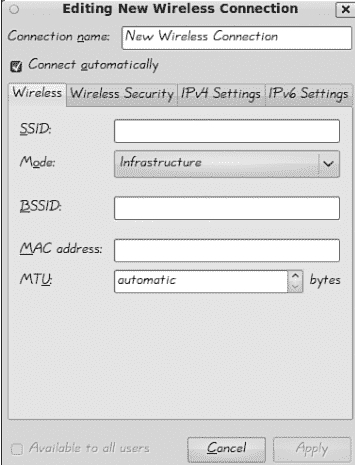 Editing New Wireless Connection
Connection name: New Wireless Connection
Connect automatically
Wireless Wireless Security IPv4 Settings IPv6 Settings
SSID:
Mode: Infrastructure
BSSID:
MAC address:
MTU: automatic bytes
Available to all users Cancel Apply